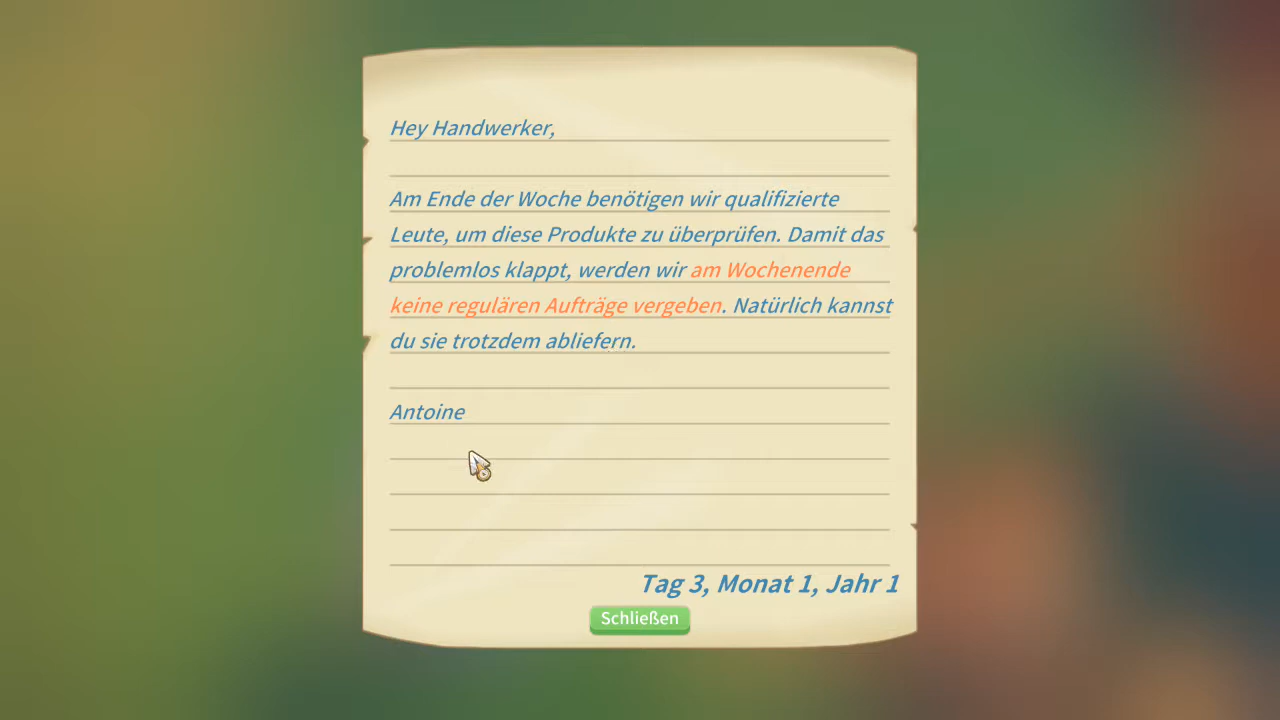 Hey Handwerker,
Am Ende der Woche benötigen wir qualifizierte
Leute, um diese Produkte zu überprüfen. Damit das
problemlos klappt, werden wir am Wochenende
keine regulären Aufträge vergeben. Natürlich kannst
du sie trotzdem abliefern.
Antoine
Tag 3, Monat 1, Jahr 1
Schließen